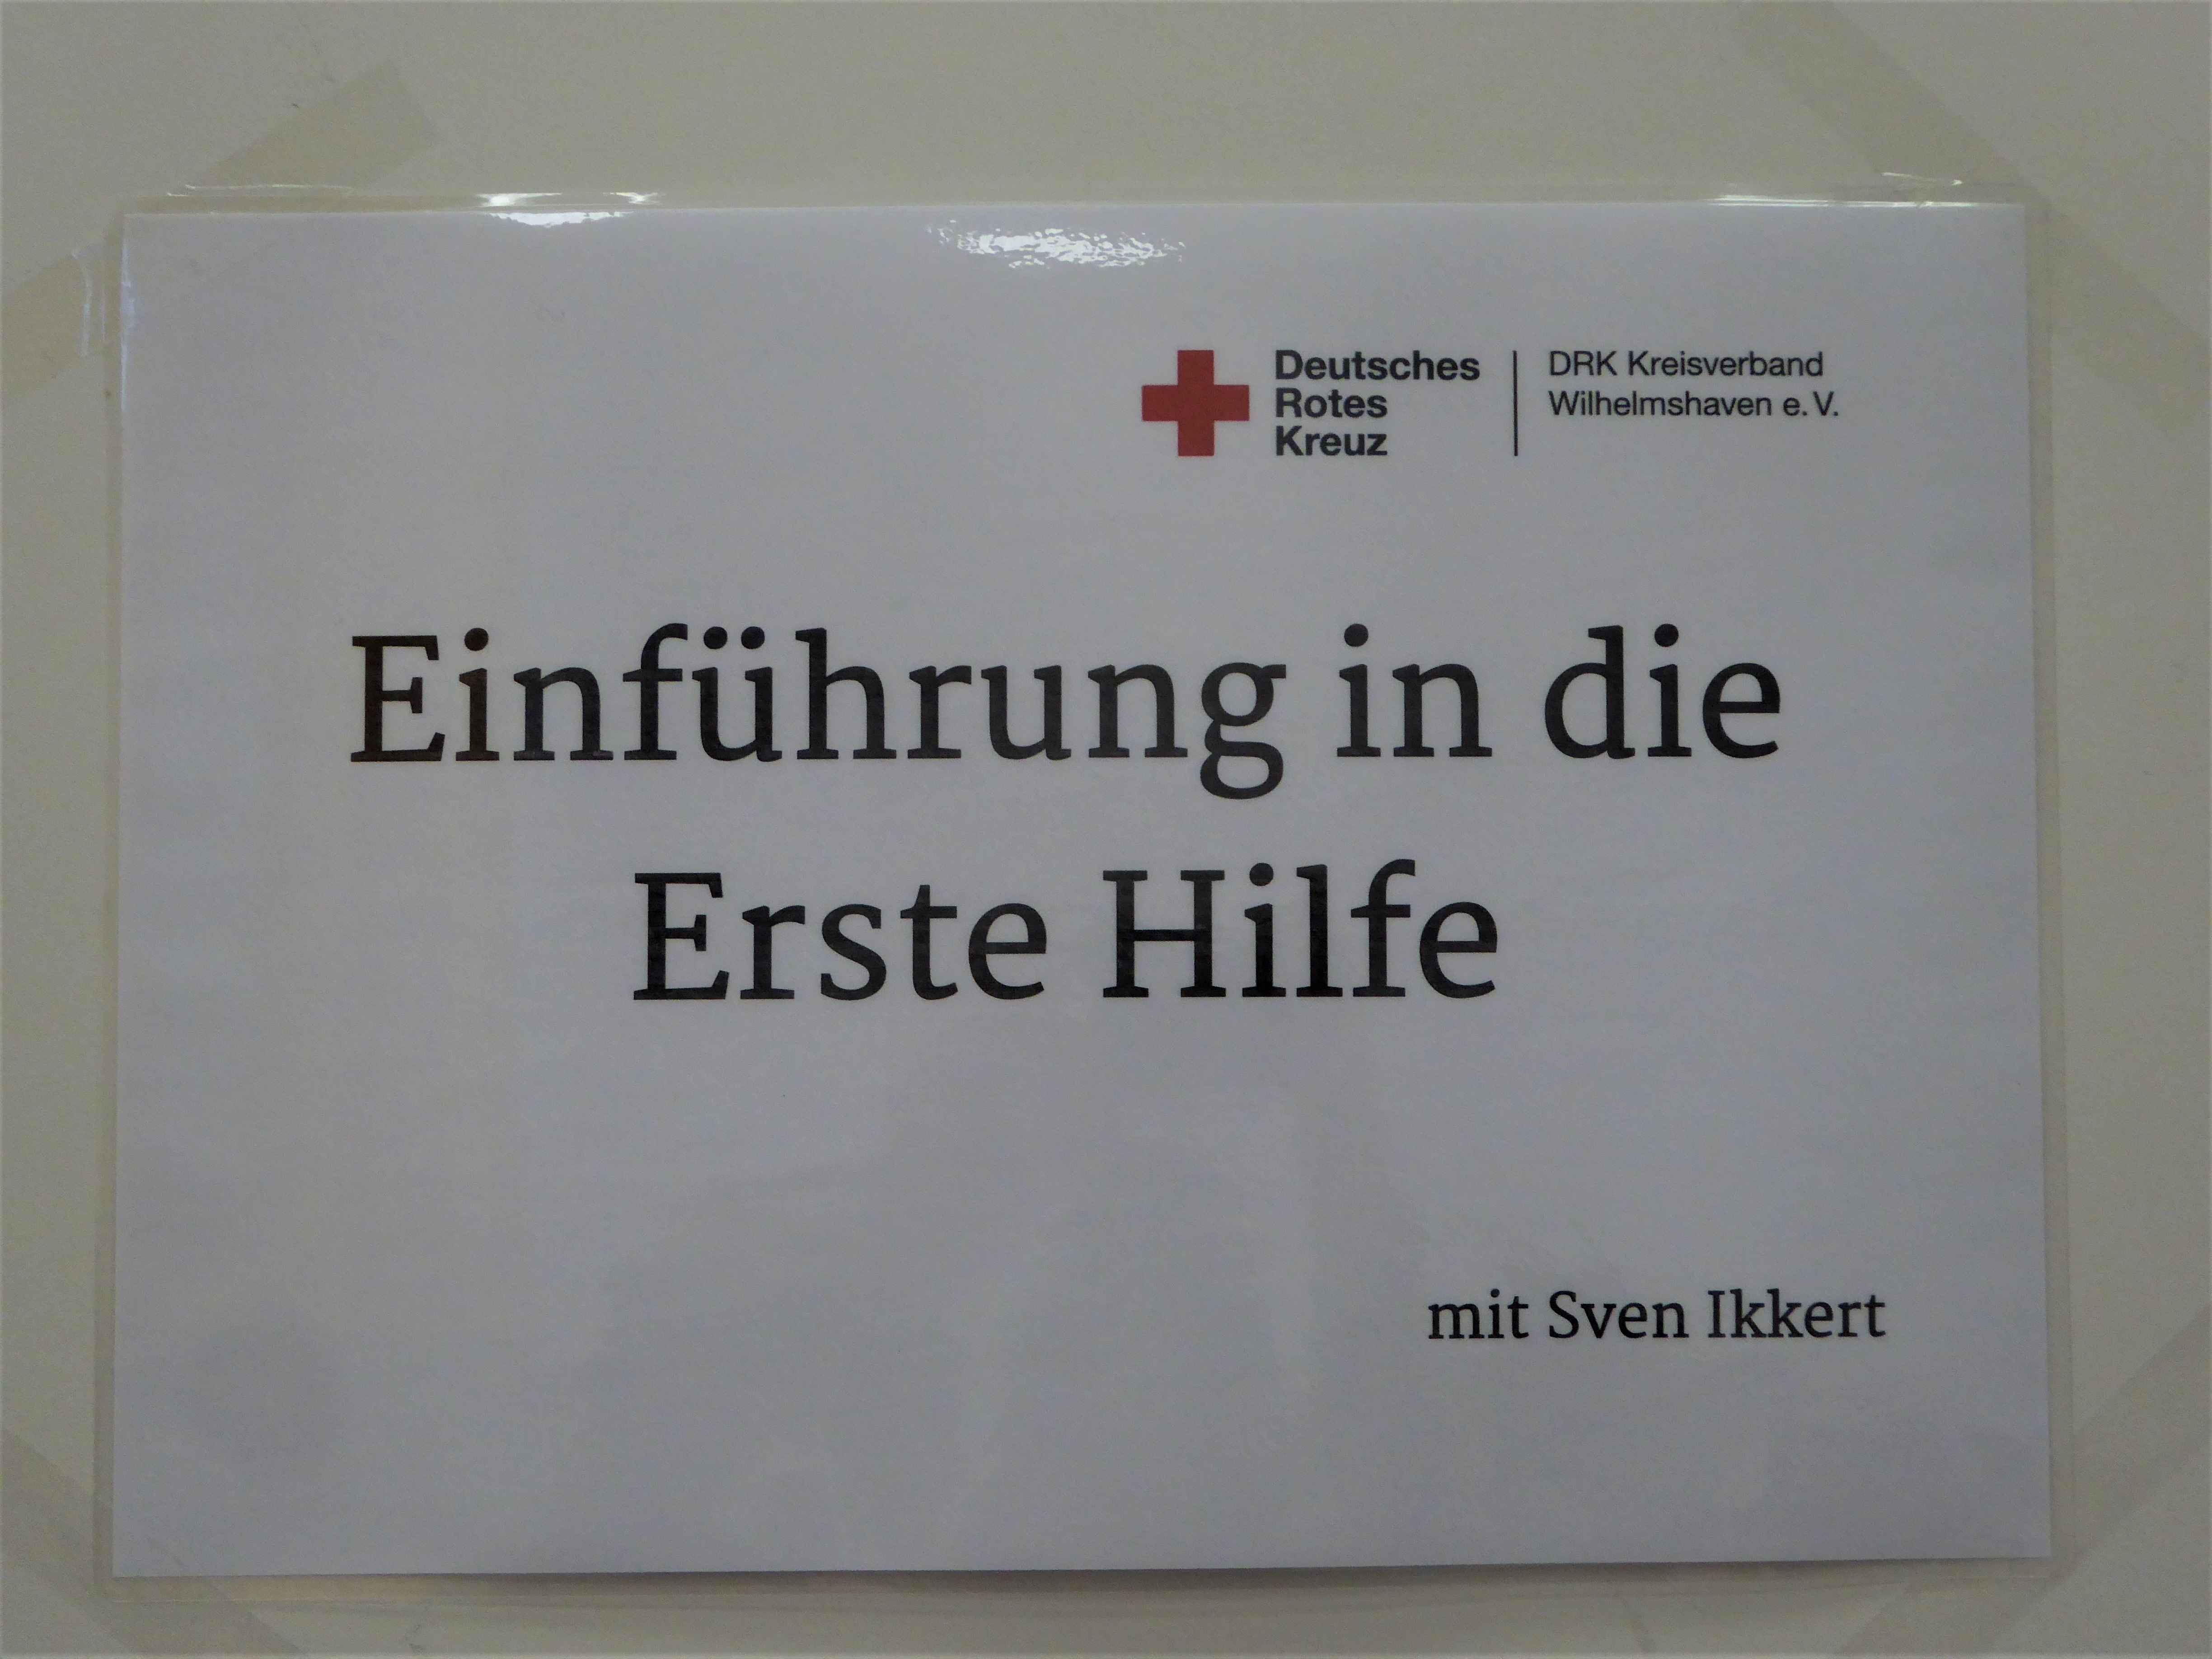 Deutsches
Rotes
Kreuz
DRK Kreisverband
Wilhelmshaven e. V.
Einführung in die
Erste Hilfe
mit Sven Ikkert